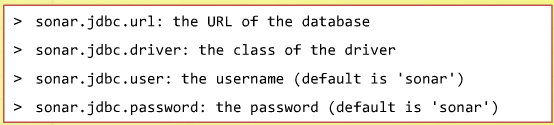 > sonar.jdbc.url: the URL of the database
> sonar.jdbc.driver: the class of the driver
> sonar.jdbc.user: the username (default is 'sonar')
> sonar.jdbc.password: the password (default is 'sonar')